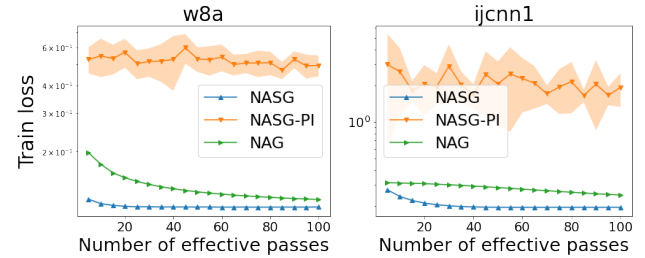 w8a
Train loss
6 × 10⁻¹
4 × 10⁻¹
3 × 10⁻¹
2 × 10⁻¹
NASG
NASG-PI
NAG
20 40 60 80 100
Number of effective passes
ijcnn1
10⁰
NASG
NASG-PI
NAG
20 40 60 80 100
Number of effective passes